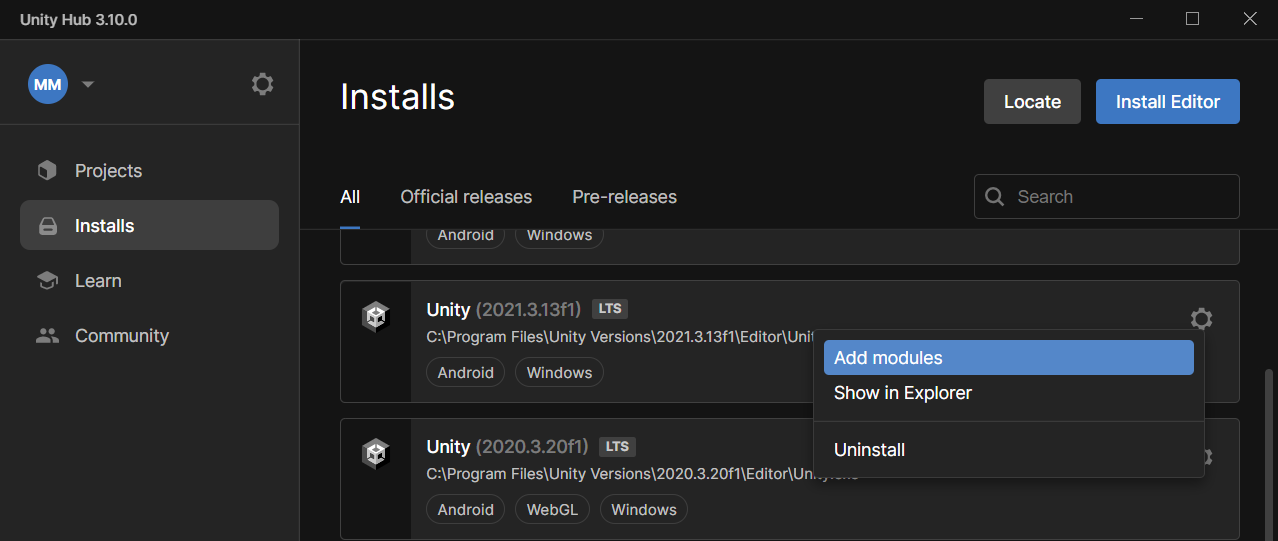 Unity Hub 3.10.0
MM
Projects
Installs
Learn
Community
Installs
Locate
Install Editor
All
Official releases
Pre-releases
Search
Android
Windows
Unity (2021.3.13f1) LTS
C:\Program Files\Unity Versions\2021.3.13f1\Editor\Unit
Android
Windows
Add modules
Show in Explorer
Uninstall
Unity (2020.3.20f1) LTS
C:\Program Files\Unity Versions\2020.3.20f1\Editor\Unity.exe
Android
WebGL
Windows